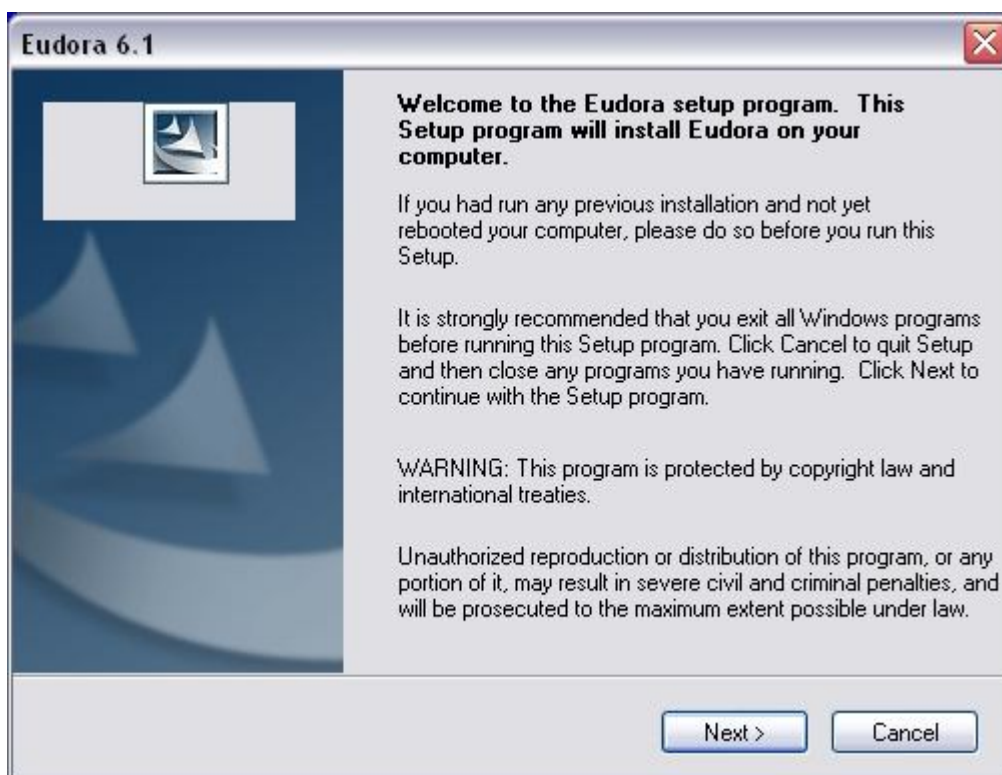 Eudora 6.1
Welcome to the Eudora setup program. This
Setup program will install Eudora on your
computer.
If you had run any previous installation and not yet
rebooted your computer, please do so before you run this
Setup.
It is strongly recommended that you exit all Windows programs
before running this Setup program. Click Cancel to quit Setup
and then close any programs you have running. Click Next to
continue with the Setup program.
WARNING: This program is protected by copyright law and
international treaties.
Unauthorized reproduction or distribution of this program, or any
portion of it, may result in severe civil and criminal penalties, and
will be prosecuted to the maximum extent possible under law.
Next > Cancel